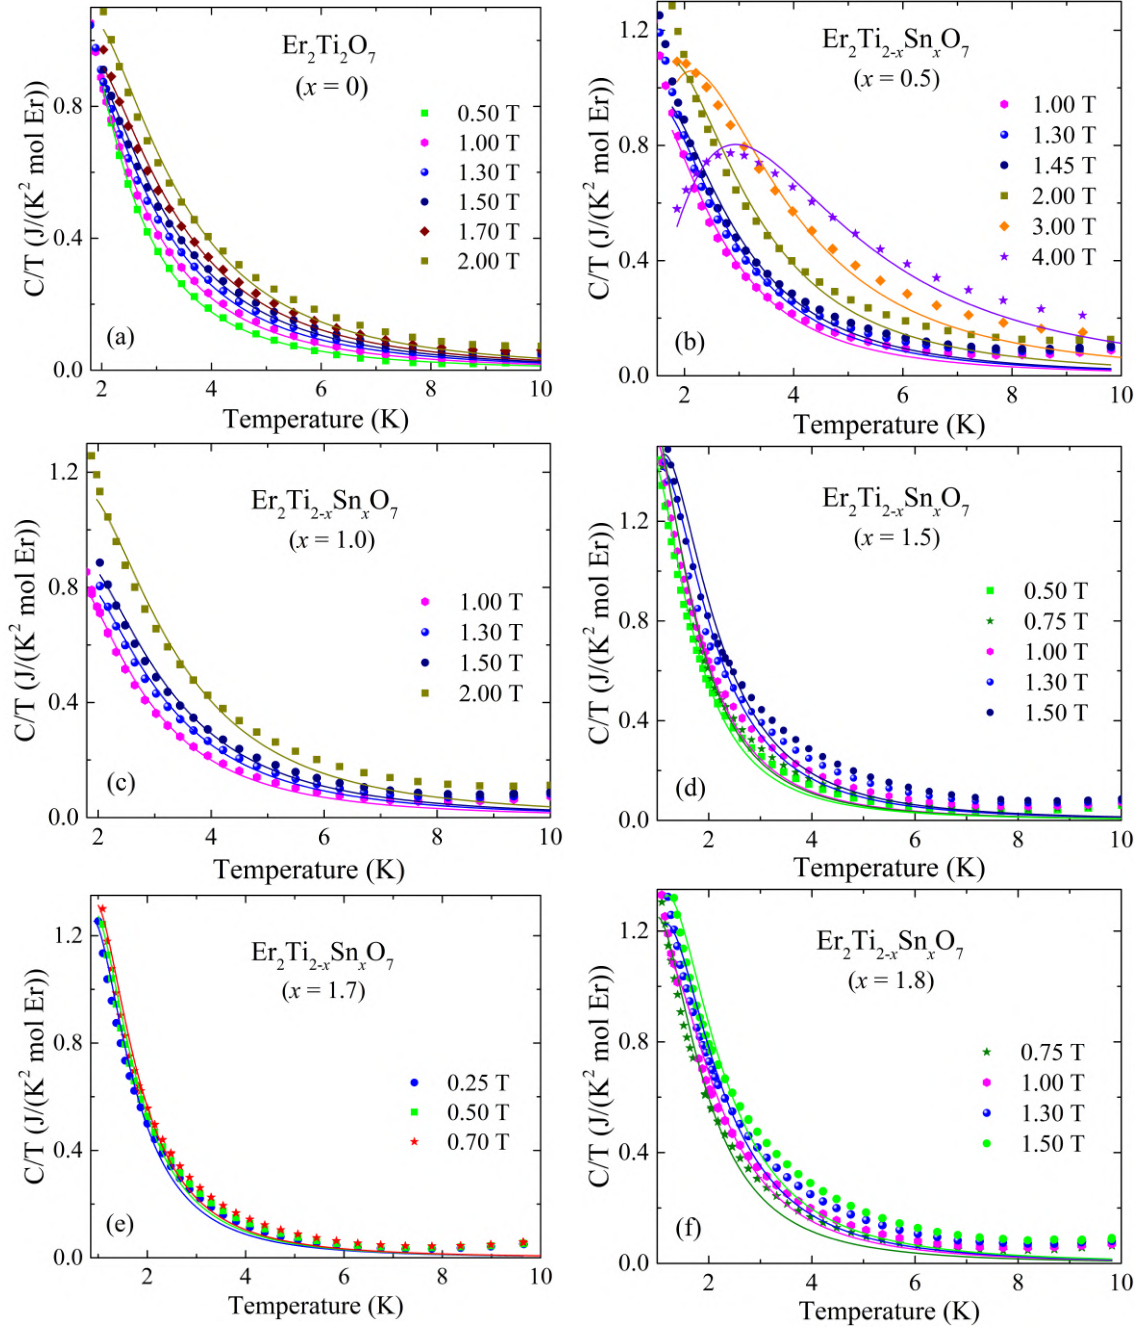 Er2Ti2O7
(x = 0)
0.50 T
1.00 T
1.30 T
1.50 T
1.70 T
2.00 T
C/T (J/(K² mol Er))
0.8
0.4
0.0
(a)
2 4 6 8 10
Temperature (K)
Er2Ti2-xSnxO7
(x = 0.5)
1.00 T
1.30 T
1.45 T
2.00 T
3.00 T
4.00 T
C/T (J/(K² mol Er))
1.2
0.8
0.4
0.0
(b)
2 4 6 8 10
Temperature (K)
Er2Ti2-xSnxO7
(x = 1.0)
1.00 T
1.30 T
1.50 T
2.00 T
C/T (J/(K² mol Er))
1.2
0.8
0.4
0.0
(c)
2 4 6 8 10
Temperature (K)
Er2Ti2-xSnxO7
(x = 1.5)
0.50 T
0.75 T
1.00 T
1.30 T
1.50 T
C/T (J/(K² mol Er))
1.2
0.8
0.4
0.0
(d)
2 4 6 8 10
Temperature (K)
Er2Ti2-xSnxO7
(x = 1.7)
0.25 T
0.50 T
0.70 T
C/T (J/(K² mol Er))
1.2
0.8
0.4
0.0
(e)
2 4 6 8 10
Temperature (K)
Er2Ti2-xSnxO7
(x = 1.8)
0.75 T
1.00 T
1.30 T
1.50 T
C/T (J/(K² mol Er))
1.2
0.8
0.4
0.0
(f)
2 4 6 8 10
Temperature (K)